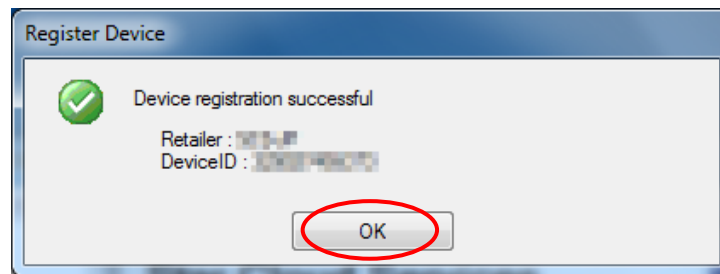 Register Device
Device registration successful
Retailer :
DeviceID :
OK